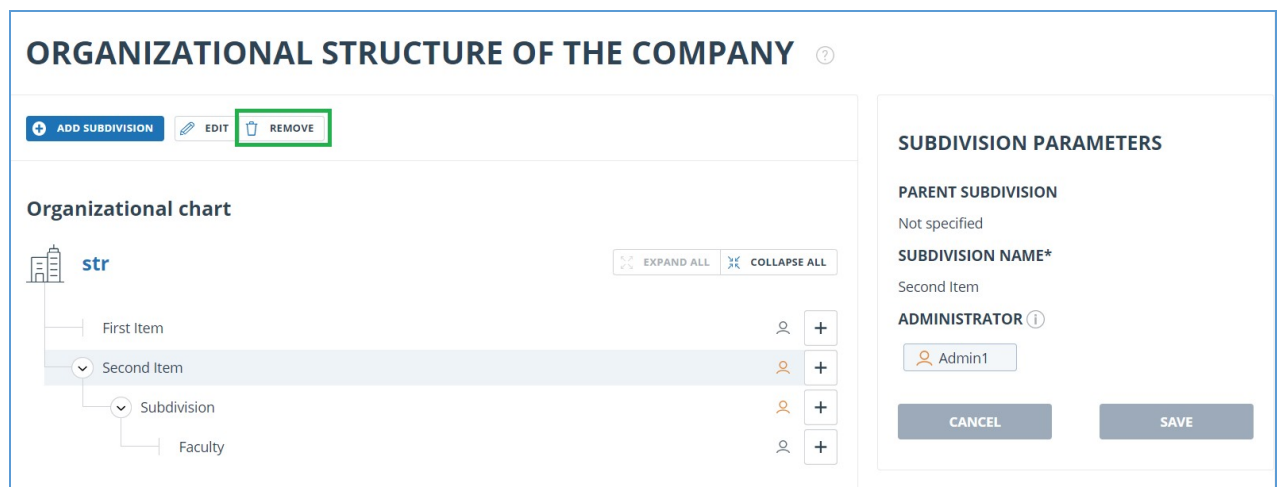 ORGANIZATIONAL STRUCTURE OF THE COMPANY ?
ADD SUBDIVISION EDIT REMOVE
Organizational chart
str
EXPAND ALL COLLAPSE ALL
First Item
Second Item
Subdivision
Faculty
SUBDIVISION PARAMETERS
PARENT SUBDIVISION
Not specified
SUBDIVISION NAME*
Second Item
ADMINISTRATOR i
Admin1
CANCEL SAVE